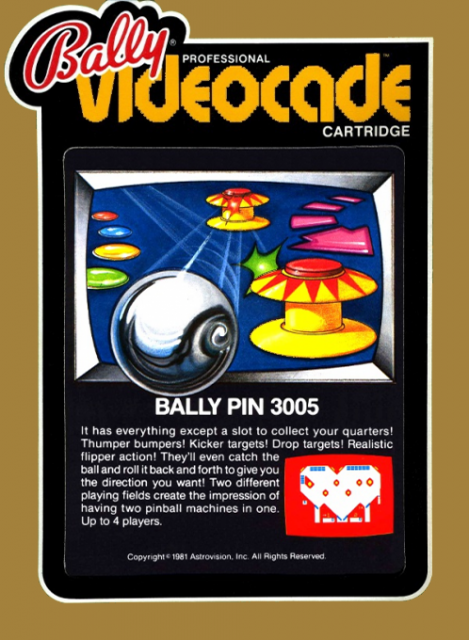 Bally®
PROFESSIONAL
Videocade™
CARTRIDGE
BALLY PIN 3005
It has everything except a slot to collect your quarters!
Thumper bumpers! Kicker targets! Drop targets! Realistic
flipper action! They'll even catch the
ball and roll it back and forth to give you
the direction you want! Two different
playing fields create the impression of
having two pinball machines in one.
Up to 4 players.
Copyright © 1981 Astrovision, Inc. All Rights Reserved.